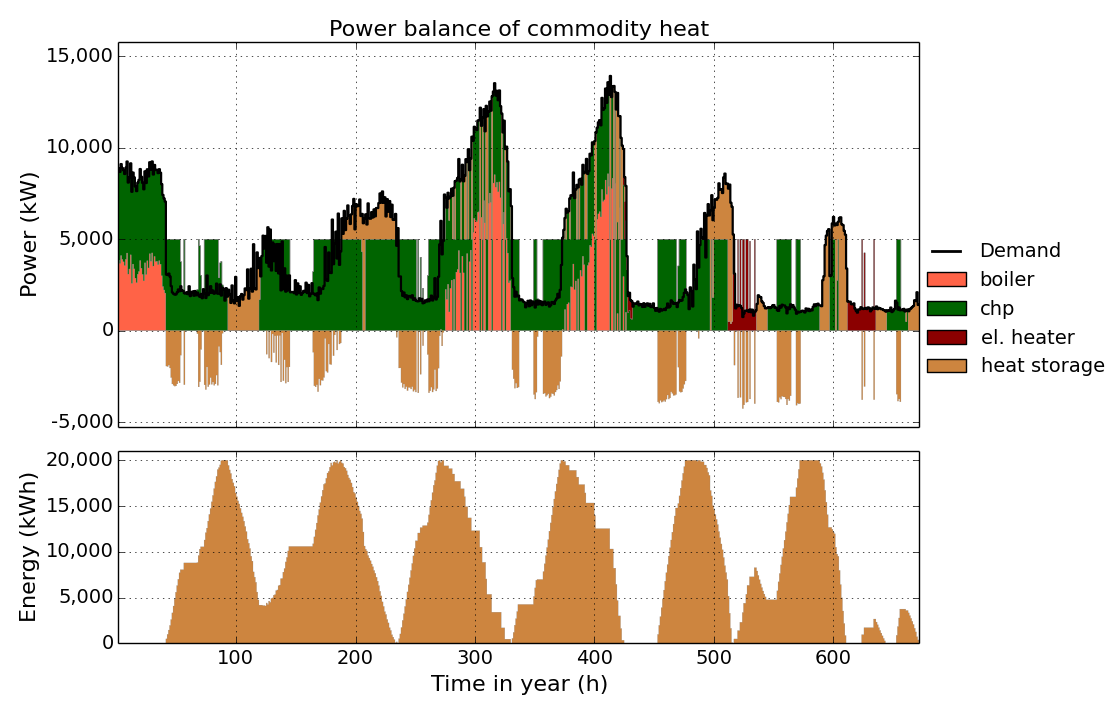 Power balance of commodity heat
15,000
10,000
5,000
0
-5,000
Power (kW)
Demand
boiler
chp
el. heater
heat storage
20,000
15,000
10,000
5,000
0
Energy (kWh)
100 200 300 400 500 600
Time in year (h)